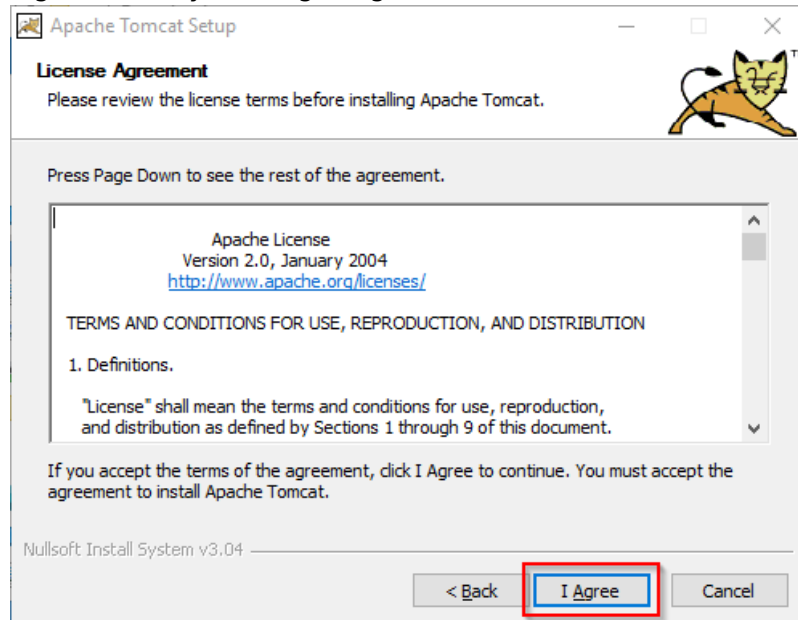 Apache Tomcat Setup
License Agreement
Please review the license terms before installing Apache Tomcat.
Press Page Down to see the rest of the agreement.
Apache License
Version 2.0, January 2004
http://www.apache.org/licenses/
TERMS AND CONDITIONS FOR USE, REPRODUCTION, AND DISTRIBUTION
1. Definitions.
"License" shall mean the terms and conditions for use, reproduction,
and distribution as defined by Sections 1 through 9 of this document.
If you accept the terms of the agreement, click I Agree to continue. You must accept the
agreement to install Apache Tomcat.
Nullsoft Install System v3.04
< Back I Agree Cancel